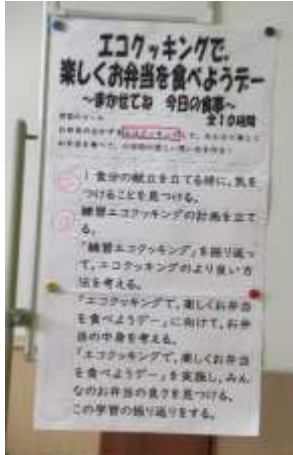 エコクッキングで、
楽しくお弁当を食べようデー
～まかせてね 今日の食事～
全10時間
1食分の献立を立てる時に、気を
つけることを見つける。
練習エコクッキングの計画を立て
る。
「練習エコクッキング」を振り返っ
て、エコクッキングのより良い方
法を考える。
「エコクッキングで、楽しくお弁当
を食べようデー」に向けて、お弁
当の中身を考える。
「エコクッキングで、楽しくお弁当
を食べようデー」を実施し、みん
なのお弁当の良さを見つける。
この学習の振り返りをする。